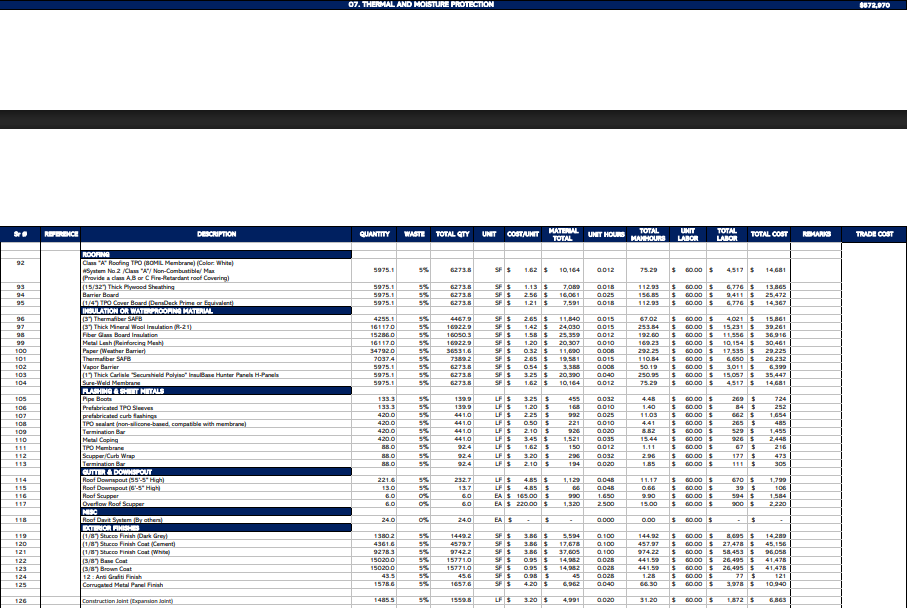 07. THERMAL AND MOISTURE PROTECTION $572,970
Sr # REFERENCE DESCRIPTION QUANTITY WASTE TOTAL QTY UNIT COST/UNIT MATERIAL TOTAL UNIT HOURS TOTAL MANHOURS UNIT LABOR TOTAL LABOR TOTAL COST REMARKS TRADE COST
ROOFING
92 Class "A" Roofing TPO (80MIL Membrane) (Color: White)
#System No.2 /Class "A"/ Non-Combustible/ Max
(Provide a class A,B or C Fire-Retardant roof Covering) 5975.1 5% 6273.8 SF $ 1.62 $ 10,164 0.012 75.29 $ 60.00 $ 4,517 $ 14,681
93 (15/32") Thick Plywood Sheathing 5975.1 5% 6273.8 SF $ 1.13 $ 7,089 0.018 112.93 $ 60.00 $ 6,776 $ 13,865
94 Barrier Board 5975.1 5% 6273.8 SF $ 2.56 $ 16,061 0.025 156.85 $ 60.00 $ 9,411 $ 25,472
95 (1/4") TPO Cover Board (DensDeck Prime or Equivalent) 5975.1 5% 6273.8 SF $ 1.21 $ 7,591 0.018 112.93 $ 60.00 $ 6,776 $ 14,367
INSULATION OR WATERPROOFING MATERIAL
96 (3") Thermafiber SAFB 4255.1 5% 4467.9 SF $ 2.65 $ 11,840 0.015 67.02 $ 60.00 $ 4,021 $ 15,861
97 (3") Thick Mineral Wool Insulation (R-21) 16117.0 5% 16922.9 SF $ 1.42 $ 24,030 0.015 253.84 $ 60.00 $ 15,231 $ 39,261
98 Fiber Glass Board Insulation 15286.0 5% 16050.3 SF $ 1.58 $ 25,359 0.012 192.60 $ 60.00 $ 11,556 $ 36,916
99 Metal Lesh (Reinforcing Mesh) 16117.0 5% 16922.9 SF $ 1.20 $ 20,307 0.010 169.23 $ 60.00 $ 10,154 $ 30,461
100 Paper (Weather Barrier) 34792.0 5% 36531.6 SF $ 0.32 $ 11,690 0.008 292.25 $ 60.00 $ 17,535 $ 29,225
101 Thermafiber SAFB 7037.4 5% 7389.2 SF $ 2.65 $ 19,581 0.015 110.84 $ 60.00 $ 6,650 $ 26,232
102 Vapor Barrier 5975.1 5% 6273.8 SF $ 0.54 $ 3,388 0.008 50.19 $ 60.00 $ 3,011 $ 6,399
103 (1") Thick Carlisle "Securshield Polyiso" InsulBase Hunter Panels H-Panels 5975.1 5% 6273.8 SF $ 3.25 $ 20,390 0.040 250.95 $ 60.00 $ 15,057 $ 35,447
104 Sure-Weld Membrane 5975.1 5% 6273.8 SF $ 1.62 $ 10,164 0.012 75.29 $ 60.00 $ 4,517 $ 14,681
FLASHING & SHEET METALS
105 Pipe Boots 133.3 5% 139.9 LF $ 3.25 $ 455 0.032 4.48 $ 60.00 $ 269 $ 724
106 Prefabricated TPO Sleeves 133.3 5% 139.9 LF $ 1.20 $ 168 0.010 1.40 $ 60.00 $ 84 $ 252
107 prefabricated curb flashings 420.0 5% 441.0 LF $ 2.25 $ 992 0.025 11.03 $ 60.00 $ 662 $ 1,654
108 TPO sealant (non-silicone-based, compatible with membrane) 420.0 5% 441.0 LF $ 0.50 $ 221 0.010 4.41 $ 60.00 $ 265 $ 485
109 Termination Bar 420.0 5% 441.0 LF $ 2.10 $ 926 0.020 8.82 $ 60.00 $ 529 $ 1,455
110 Metal Coping 420.0 5% 441.0 LF $ 3.45 $ 1,521 0.035 15.44 $ 60.00 $ 926 $ 2,448
111 TPO Membrane 88.0 5% 92.4 LF $ 1.62 $ 150 0.012 1.11 $ 60.00 $ 67 $ 216
112 Scupper/Curb Wrap 88.0 5% 92.4 LF $ 3.20 $ 296 0.032 2.96 $ 60.00 $ 177 $ 473
113 Termination Bar 88.0 5% 92.4 LF $ 2.10 $ 194 0.020 1.85 $ 60.00 $ 111 $ 305
GUTTER & DOWNSPOUT
114 Roof Downspout (55'-5" High) 221.6 5% 232.7 LF $ 4.85 $ 1,129 0.048 11.17 $ 60.00 $ 670 $ 1,799
115 Roof Downspout (6'-5" High) 13.0 5% 13.7 LF $ 4.85 $ 66 0.048 0.66 $ 60.00 $ 39 $ 106
116 Roof Scupper 6.0 0% 6.0 EA $ 165.00 $ 990 1.650 9.90 $ 60.00 $ 594 $ 1,584
117 Overflow Roof Scupper 6.0 0% 6.0 EA $ 220.00 $ 1,320 2.500 15.00 $ 60.00 $ 900 $ 2,220
MISC
118 Roof Davit System (By others) 24.0 0% 24.0 EA $ - $ - 0.000 0.00 $ 60.00 $ - $ -
EXTERIOR FINISHES
119 (1/8") Stucco Finish (Dark Grey) 1380.2 5% 1449.2 SF $ 3.86 $ 5,594 0.100 144.92 $ 60.00 $ 8,695 $ 14,289
120 (1/8") Stucco Finish Coat (Cement) 4361.6 5% 4579.7 SF $ 3.86 $ 17,678 0.100 457.97 $ 60.00 $ 27,478 $ 45,156
121 (1/8") Stucco Finish Coat (White) 9278.3 5% 9742.2 SF $ 3.86 $ 37,605 0.100 974.22 $ 60.00 $ 58,453 $ 96,058
122 (3/8") Base Coat 15020.0 5% 15771.0 SF $ 0.95 $ 14,982 0.028 441.59 $ 60.00 $ 26,495 $ 41,478
123 (3/8") Brown Coat 15020.0 5% 15771.0 SF $ 0.95 $ 14,982 0.028 441.59 $ 60.00 $ 26,495 $ 41,478
124 12 : Anti Grafiti Finish 43.5 5% 45.6 SF $ 0.98 $ 45 0.028 1.28 $ 60.00 $ 77 $ 121
125 Corrugated Metal Panel Finish 1578.6 5% 1657.6 SF $ 4.20 $ 6,962 0.040 66.30 $ 60.00 $ 3,978 $ 10,940
126 Construction Joint (Expansion Joint) 1485.5 5% 1559.8 LF $ 3.20 $ 4,991 0.020 31.20 $ 60.00 $ 1,872 $ 6,863